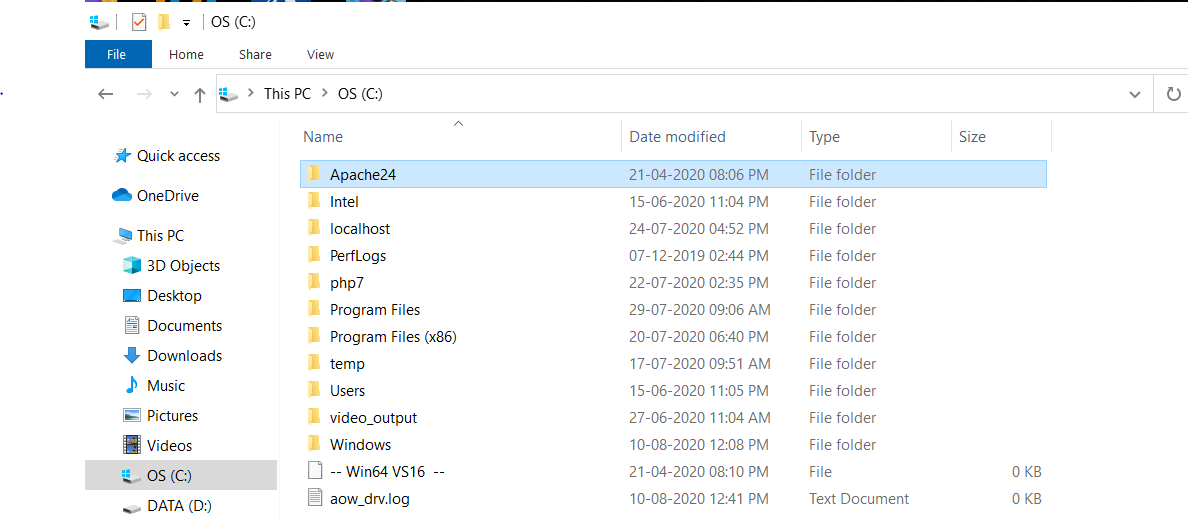 OS (C:)
File Home Share View
This PC OS (C:)
Name Date modified Type Size
Quick access
OneDrive
This PC
3D Objects
Desktop
Documents
Downloads
Music
Pictures
Videos
OS (C:)
DATA (D:)
Apache24 21-04-2020 08:06 PM File folder
Intel 15-06-2020 11:04 PM File folder
localhost 24-07-2020 04:52 PM File folder
PerfLogs 07-12-2019 02:44 PM File folder
php7 22-07-2020 02:35 PM File folder
Program Files 29-07-2020 09:06 AM File folder
Program Files (x86) 20-07-2020 06:40 PM File folder
temp 17-07-2020 09:51 AM File folder
Users 15-06-2020 11:05 PM File folder
video_output 27-06-2020 11:04 AM File folder
Windows 10-08-2020 12:08 PM File folder
-- Win64 VS16 -- 21-04-2020 08:10 PM File 0 KB
aow_drv.log 10-08-2020 12:41 PM Text Document 0 KB